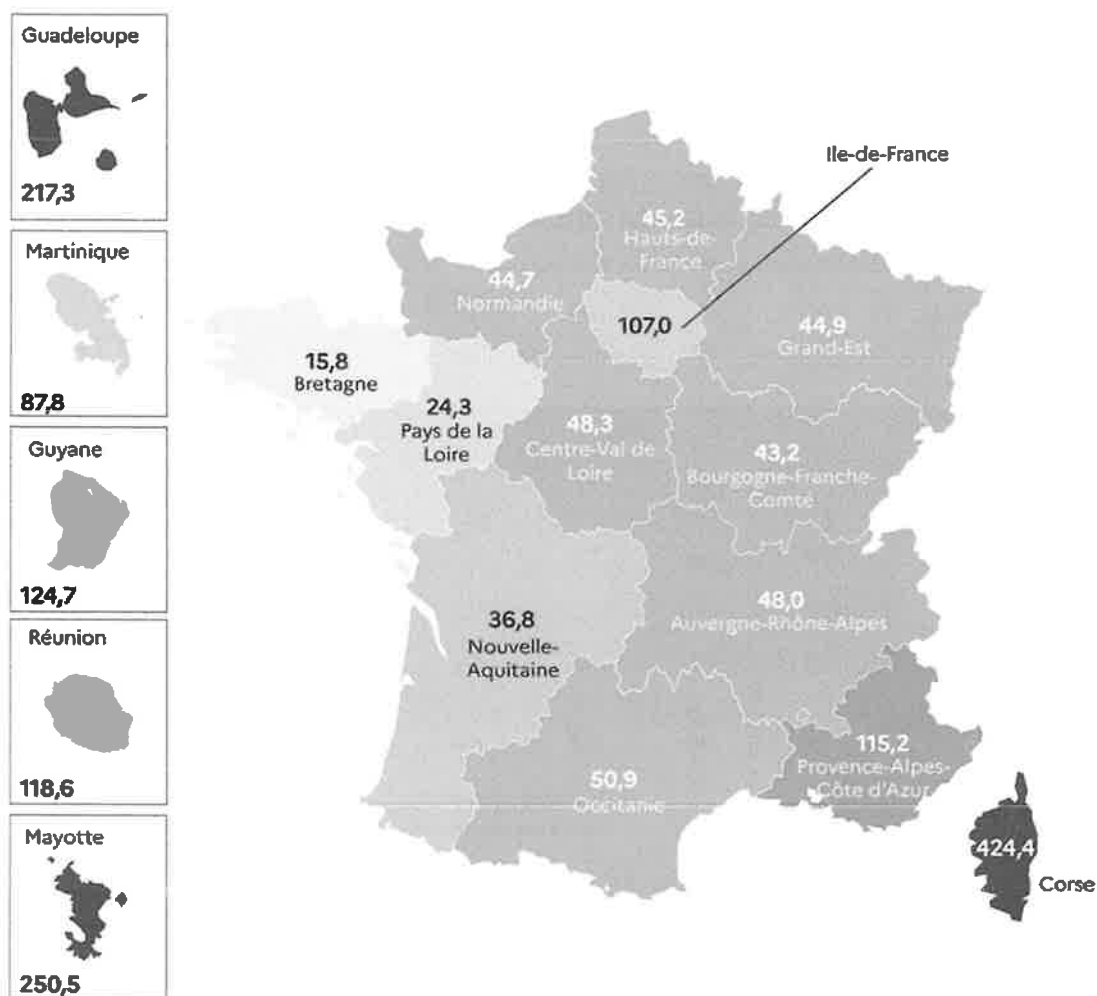 Guadeloupe
217,3
Martinique
87,8
Guyane
124,7
Réunion
118,6
Mayotte
250,5
Ile-de-France
107,0
45,2
Hauts-de-
France
44,7
Normandie
44,9
Grand-Est
15,8
Bretagne
24,3
Pays de la
Loire
48,3
Centre-Val de
Loire
43,2
Bourgogne-Franche-
Comté
36,8
Nouvelle-
Aquitaine
48,0
Auvergne-Rhône-Alpes
50,9
Occitanie
115,2
Provence-Alpes-
Côte d'Azur
424,4
Corse